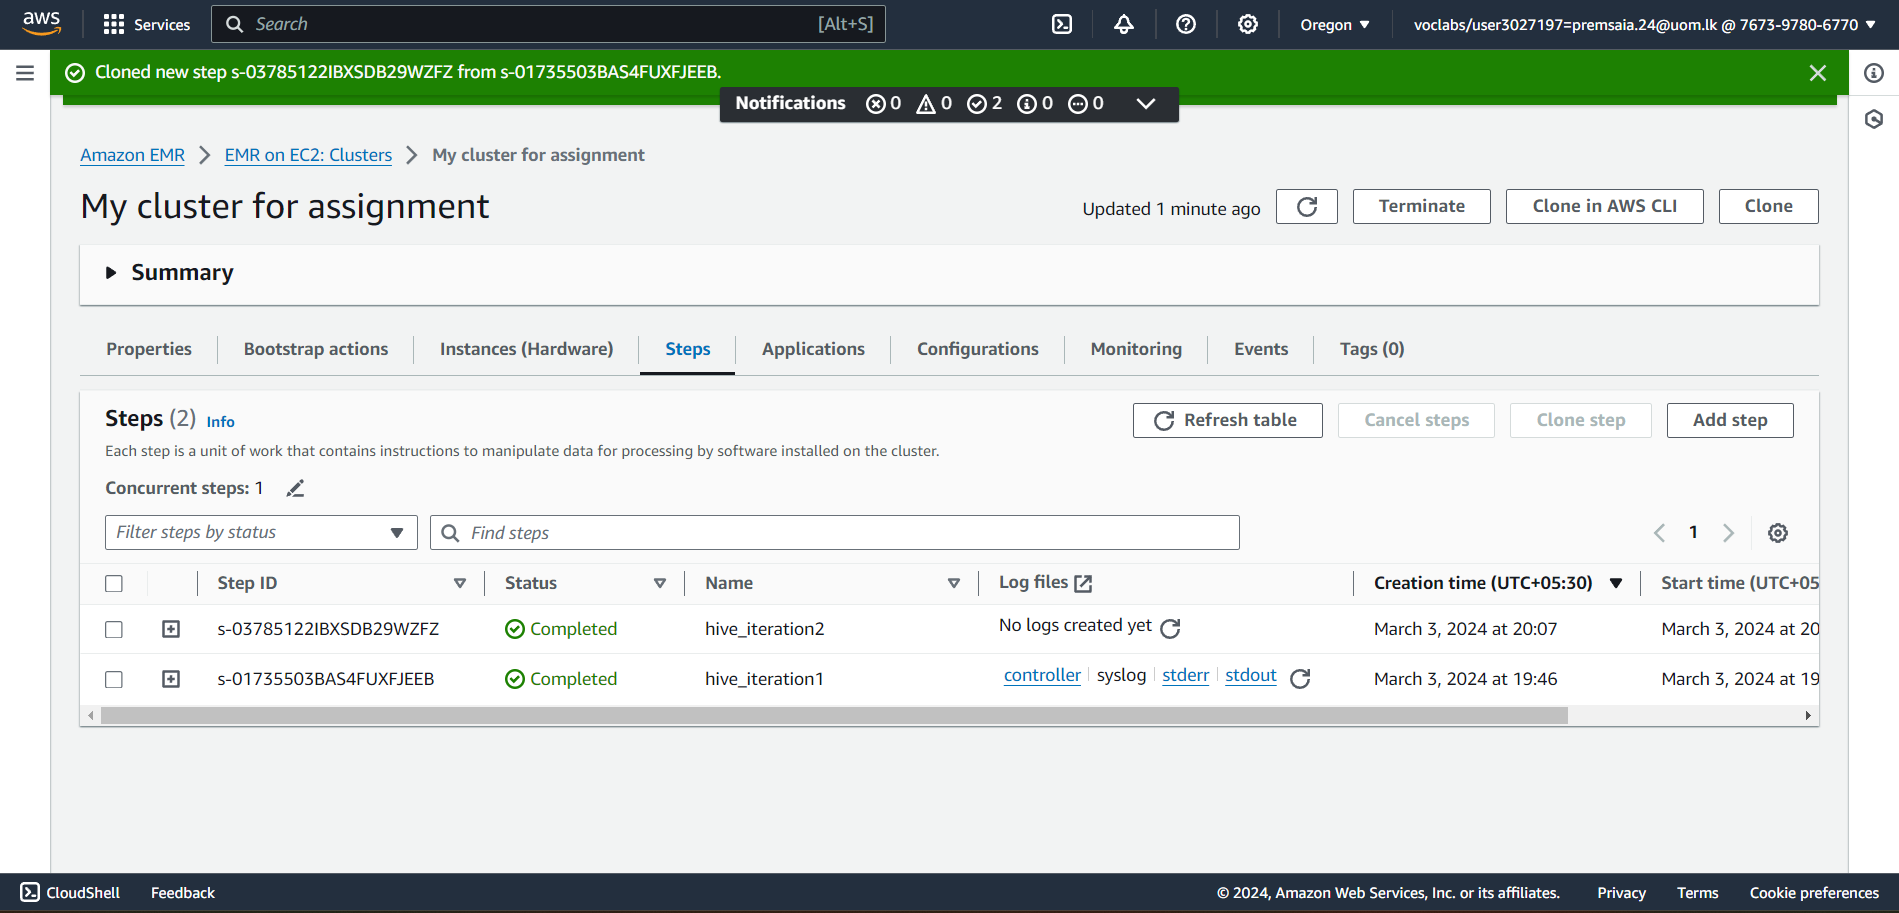 aws Services Search [Alt+S] Oregon voclabs/user3027197=premsaia.24@uom.lk @ 7673-9780-6770
Cloned new step s-03785122IBXSDB29WZFZ from s-01735503BAS4FUXFJEEB.
Notifications 0 0 2 0 0
Amazon EMR EMR on EC2: Clusters My cluster for assignment
My cluster for assignment Updated 1 minute ago Terminate Clone in AWS CLI Clone
Summary
Properties Bootstrap actions Instances (Hardware) Steps Applications Configurations Monitoring Events Tags (0)
Steps (2) Info Refresh table Cancel steps Clone step Add step
Each step is a unit of work that contains instructions to manipulate data for processing by software installed on the cluster.
Concurrent steps: 1
Filter steps by status Find steps 1
Step ID Status Name Log files Creation time (UTC+05:30) Start time (UTC+05
s-03785122IBXSDB29WZFZ Completed hive_iteration2 No logs created yet March 3, 2024 at 20:07 March 3, 2024 at 20
s-01735503BAS4FUXFJEEB Completed hive_iteration1 controller syslog stderr stdout March 3, 2024 at 19:46 March 3, 2024 at 19
CloudShell Feedback © 2024, Amazon Web Services, Inc. or its affiliates. Privacy Terms Cookie preferences